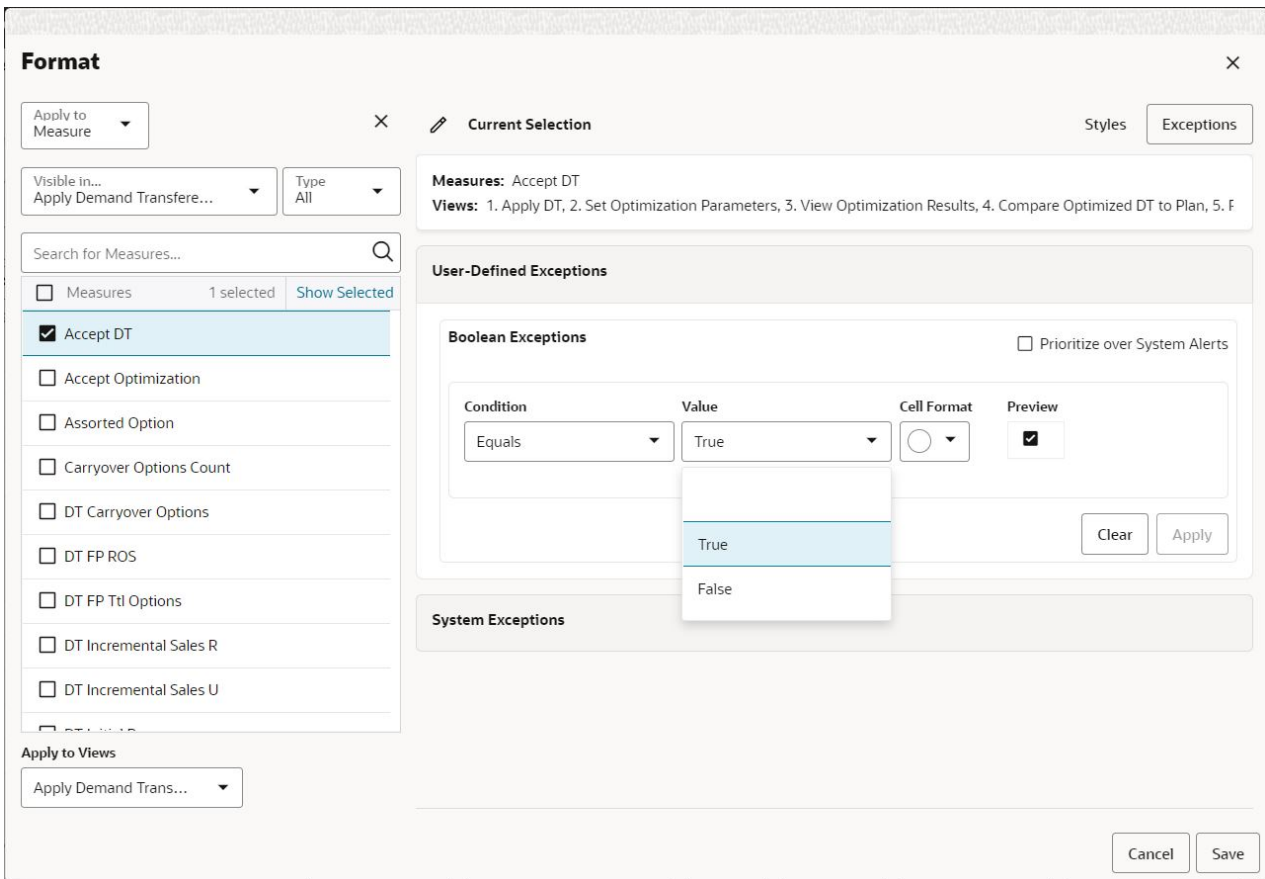 Format
Apply to
Measure
Visible in...
Apply Demand Transfere...
Type
All
Search for Measures...
Measures 1 selected Show Selected
Accept DT
Accept Optimization
Assorted Option
Carryover Options Count
DT Carryover Options
DT FP ROS
DT FP Ttl Options
DT Incremental Sales R
DT Incremental Sales U
Apply to Views
Apply Demand Trans...
Current Selection
Styles
Exceptions
Measures: Accept DT
Views: 1. Apply DT, 2. Set Optimization Parameters, 3. View Optimization Results, 4. Compare Optimized DT to Plan, 5.
User-Defined Exceptions
Boolean Exceptions
Prioritize over System Alerts
Condition Value Cell Format Preview
Equals True
True
False
Clear Apply
System Exceptions
Cancel Save